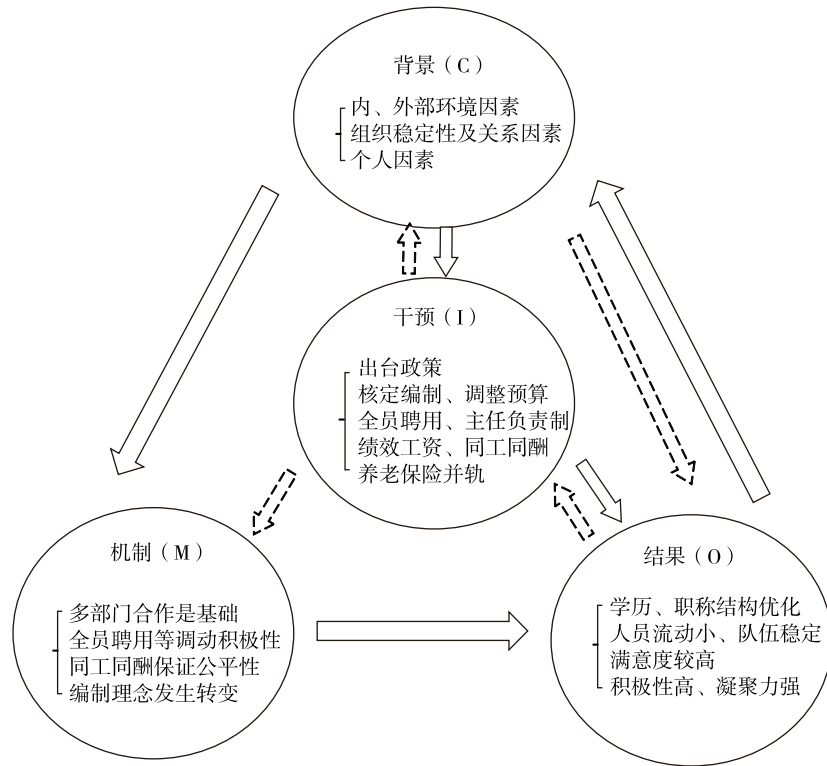 背景（C）
内、外部环境因素
组织稳定性及关系因素
个人因素
干预（I）
出台政策
核定编制、调整预算
全员聘用、主任负责制
绩效工资、同工同酬
养老保险并轨
机制（M）
多部门合作是基础
全员聘用等调动积极性
同工同酬保证公平性
编制理念发生转变
结果（O）
学历、职称结构优化
人员流动小、队伍稳定
满意度较高
积极性高、凝聚力强